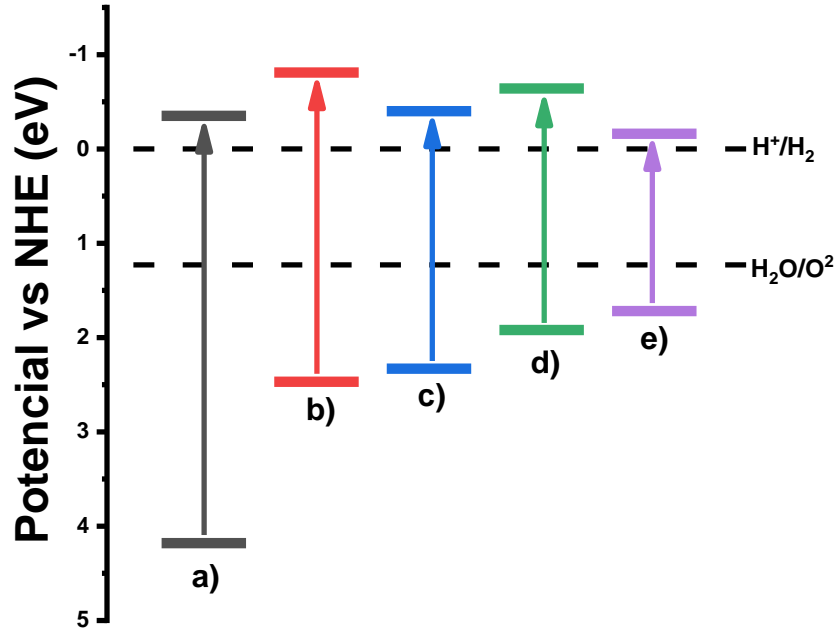 Potencial vs NHE (eV)
-1
0
1
2
3
4
5
H⁺/H₂
H₂O/O²
a)
b)
c)
d)
e)